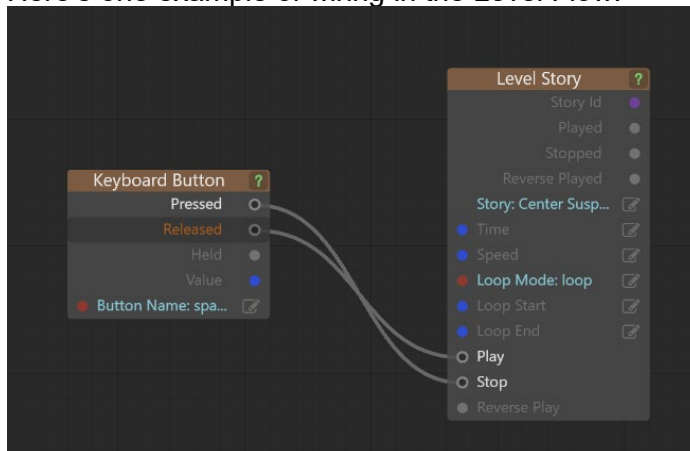 Here's one example of wiring in the Level Flow:
Keyboard Button ?
Pressed
Released
Held
Value
Button Name: spa...
Level Story ?
Story Id
Played
Stopped
Reverse Played
Story: Center Susp...
Time
Speed
Loop Mode: loop
Loop Start
Loop End
Play
Stop
Reverse Play